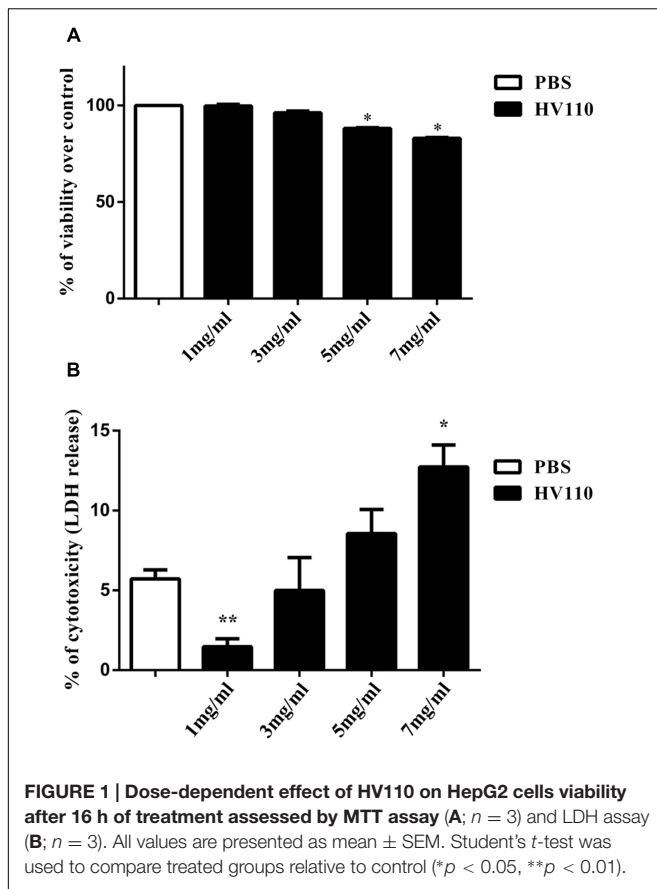 A
% of viability over control
100
50
0
1mg/ml
3mg/ml
5mg/ml
7mg/ml
*
*
PBS
HV110
B
% of cytotoxicity (LDH release)
15
10
5
0
1mg/ml
3mg/ml
5mg/ml
7mg/ml
**
*
PBS
HV110
FIGURE 1 | Dose-dependent effect of HV110 on HepG2 cells viability
after 16 h of treatment assessed by MTT assay (A; n = 3) and LDH assay
(B; n = 3). All values are presented as mean ± SEM. Student's t-test was
used to compare treated groups relative to control (*p < 0.05, **p < 0.01).